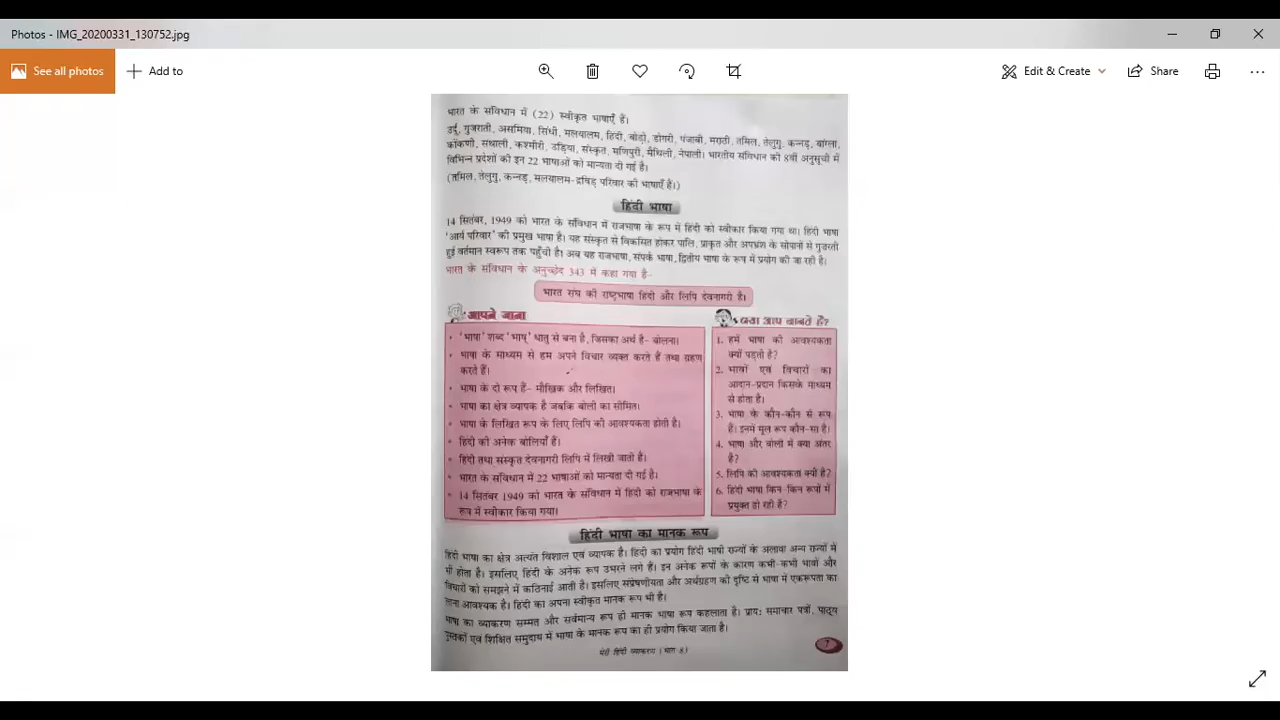 Photos - IMG_20200331_130752.jpg
See all photos
Add to
Edit & Create
Share
भारत के संविधान में (22) स्वीकृत भाषाएँ हैं।
उर्दू, गुजराती, असमिया, सिंधी, मलयालम, हिंदी, बोडो, डोगरी, पंजाबी, मराठी, तमिल, तेलुगु, कन्नड़, बांग्ला,
कोंकणी, संथाली, कश्मीरी, उड़िया, संस्कृत, मणिपुरी, मैथिली, नेपाली। भारतीय संविधान की 8वीं अनुसूची में
विभिन्न प्रदेशों की इन 22 भाषाओं को मान्यता दी गई है।
(तमिल, तेलुगु, कन्नड़, मलयालम-द्रविड़ परिवार की भाषाएँ हैं।)
हिंदी भाषा
14 सितंबर, 1949 को भारत के संविधान में राजभाषा के रूप में हिंदी को स्वीकार किया गया था। हिंदी भाषा
'आर्य परिवार' की प्रमुख भाषा है। यह संस्कृत से विकसित होकर पालि, प्राकृत और अपभ्रंश के सोपानों से गुजरती
हुई वर्तमान स्वरूप तक पहुँची है। अब यह राजभाषा, संपर्क भाषा, द्वितीय भाषा के रूप में प्रयोग की जा रही है।
भारत के संविधान के अनुच्छेद 343 में कहा गया है-
भारत संघ की राष्ट्रभाषा हिंदी और लिपि देवनागरी है।
आपने जाना
• 'भाषा' शब्द 'भाष्' धातु से बना है, जिसका अर्थ है- बोलना।
• भाषा के माध्यम से हम अपने विचार व्यक्त करते हैं तथा ग्रहण
करते हैं।
• भाषा के दो रूप हैं- मौखिक और लिखित।
• भाषा का क्षेत्र व्यापक है जबकि बोली का सीमित।
• भाषा के लिखित रूप के लिए लिपि की आवश्यकता होती है।
• हिंदी की अनेक बोलियाँ हैं।
• हिंदी तथा संस्कृत देवनागरी लिपि में लिखी जाती है।
• भारत के संविधान में 22 भाषाओं को मान्यता दी गई है।
• 14 सितंबर 1949 को भारत के संविधान में हिंदी को राजभाषा के
रूप में स्वीकार किया गया।
क्या आप जानते हैं?
1. हमें भाषा की आवश्यकता
क्यों पड़ती है?
2. भावों एवं विचारों का
आदान-प्रदान किसके माध्यम
से होता है।
3. भाषा के कौन-कौन से रूप
हैं। इनमें मूल रूप कौन-सा है।
4. भाषा और बोली में क्या अंतर
है?
5. लिपि की आवश्यकता क्यों है?
6. हिंदी भाषा किन-किन रूपों में
प्रयुक्त हो रही है?
हिंदी भाषा का मानक रूप
हिंदी भाषा का क्षेत्र अत्यंत विशाल एवं व्यापक है। हिंदी का प्रयोग हिंदी भाषी राज्यों के अलावा अन्य राज्यों में
भी होता है। इसलिए हिंदी के अनेक रूप उभरने लगे हैं। इन अनेक रूपों के कारण कभी-कभी भावों और
विचारों को समझने में कठिनाई आती है। इसलिए संप्रेषणीयता और अर्थग्रहण की दृष्टि से भाषा में एकरूपता का
आवश्यक है। हिंदी का अपना स्वीकृत मानक रूप भी है।
भाषा का व्याकरण सम्मत और सर्वमान्य रूप ही मानक भाषा रूप कहलाता है। प्राय: समाचार पत्रों, पाठ्य
पुस्तकों एवं शिक्षित समुदाय में भाषा के मानक रूप का ही प्रयोग किया जाता है।
मेरी हिंदी व्याकरण (भाग 8)
7